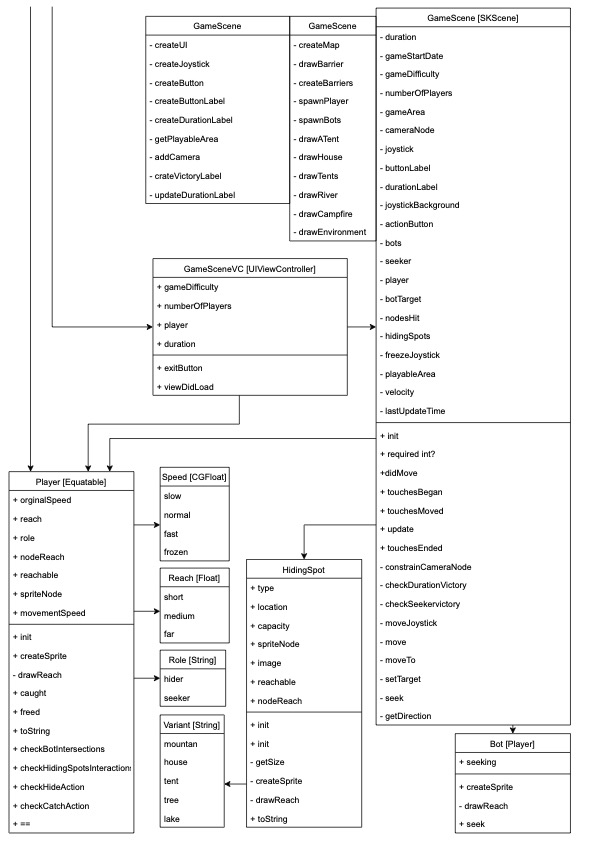 GameScene
- createUI
- createJoystick
- createButton
- createButtonLabel
- createDurationLabel
- getPlayableArea
- addCamera
- crateVictoryLabel
- updateDurationLabel
GameScene
- createMap
- drawBarrier
- createBarriers
- spawnPlayer
- spawnBots
- drawATent
- drawHouse
- drawTents
- drawRiver
- drawCampfire
- drawEnvironment
GameScene [SKScene]
- duration
- gameStartDate
- gameDifficulty
- numberOfPlayers
- gameArea
- cameraNode
- joystick
- buttonLabel
- durationLabel
- joystickBackground
- actionButton
- bots
- seeker
- player
- botTarget
- nodesHit
- hidingSpots
- freezeJoystick
- playableArea
- velocity
- lastUpdateTime
+ init
+ required int?
+didMove
+ touchesBegan
+ touchesMoved
+ update
+ touchesEnded
- constrainCameraNode
- checkDurationVictory
- checkSeekervictory
- moveJoystick
- move
- moveTo
- setTarget
- seek
- getDirection
GameSceneVC [UIViewController]
+ gameDifficulty
+ numberOfPlayers
+ player
+ duration
+ exitButton
+ viewDidLoad
Player [Equatable]
+ orginalSpeed
+ reach
+ role
+ nodeReach
+ reachable
+ spriteNode
+ movementSpeed
+ init
+ createSprite
- drawReach
+ caught
+ freed
+ toString
+ checkBotIntersections
+ checkHidingSpotsInteractions
+ checkHideAction
+ checkCatchAction
+ ==
Speed [CGFloat]
slow
normal
fast
frozen
Reach [Float]
short
medium
far
Role [String]
hider
seeker
Variant [String]
mountan
house
tent
tree
lake
HidingSpot
+ type
+ location
+ capacity
+ spriteNode
+ image
+ reachable
+ nodeReach
+ init
+ init
- getSize
- createSprite
- drawReach
+ toString
Bot [Player]
+ seeking
+ createSprite
- drawReach
+ seek